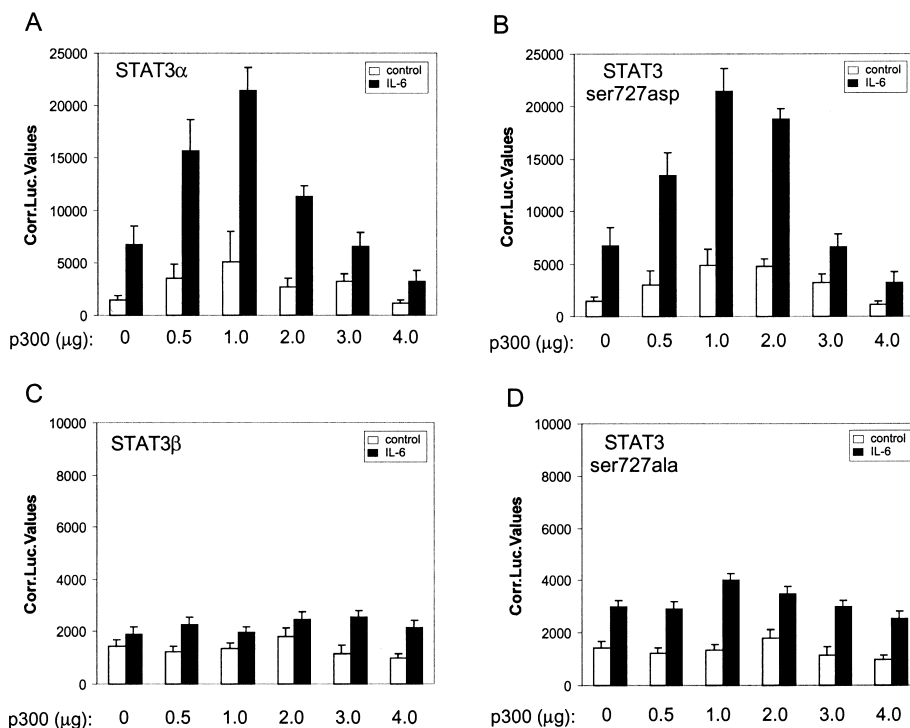 A
STAT3α
control
IL-6
Corr.Luc.Values
25000
20000
15000
10000
5000
0
p300 (μg): 0 0.5 1.0 2.0 3.0 4.0
B
STAT3
ser727asp
control
IL-6
Corr.Luc.Values
25000
20000
15000
10000
5000
0
p300 (μg): 0 0.5 1.0 2.0 3.0 4.0
C
STAT3β
control
IL-6
Corr.Luc.Values
10000
8000
6000
4000
2000
0
p300 (μg): 0 0.5 1.0 2.0 3.0 4.0
D
STAT3
ser727ala
control
IL-6
Corr.Luc.Values
10000
8000
6000
4000
2000
0
p300 (μg): 0 0.5 1.0 2.0 3.0 4.0